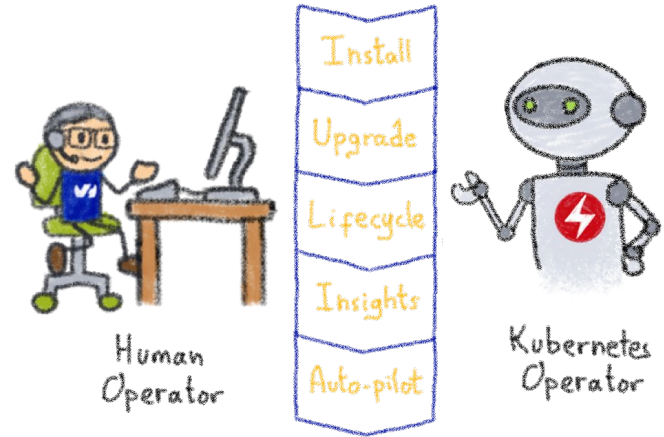 Install
Upgrade
Lifecycle
Insights
Auto-pilot
Human
Operator
Kubernetes
Operator